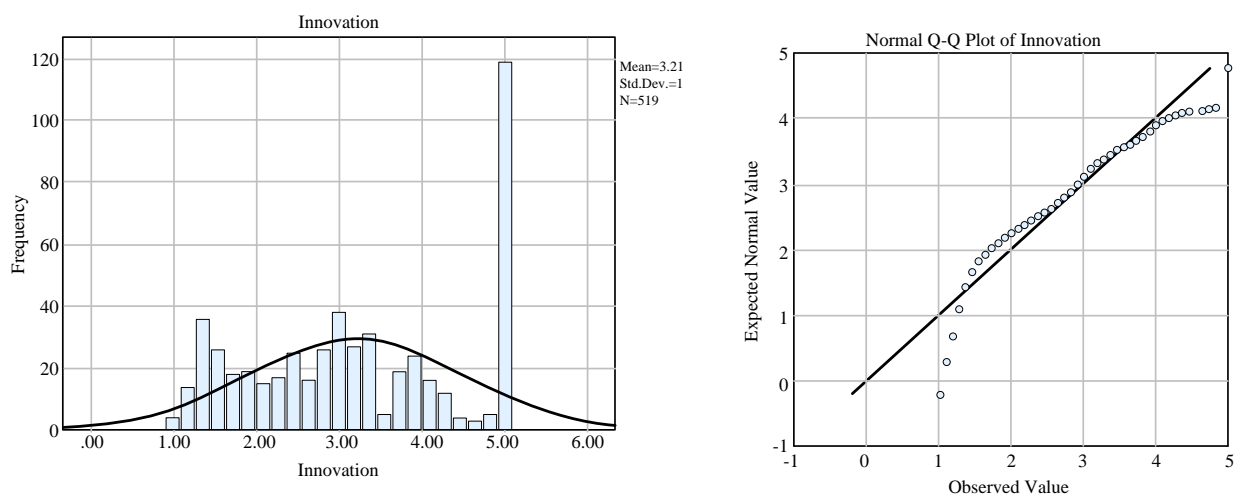 Innovation
120
100
80
60
40
20
0
Frequency
.00 1.00 2.00 3.00 4.00 5.00 6.00
Innovation
Mean=3.21
Std.Dev.=1
N=519
Normal Q-Q Plot of Innovation
5
4
3
2
1
0
-1
Expected Normal Value
-1 0 1 2 3 4 5
Observed Value